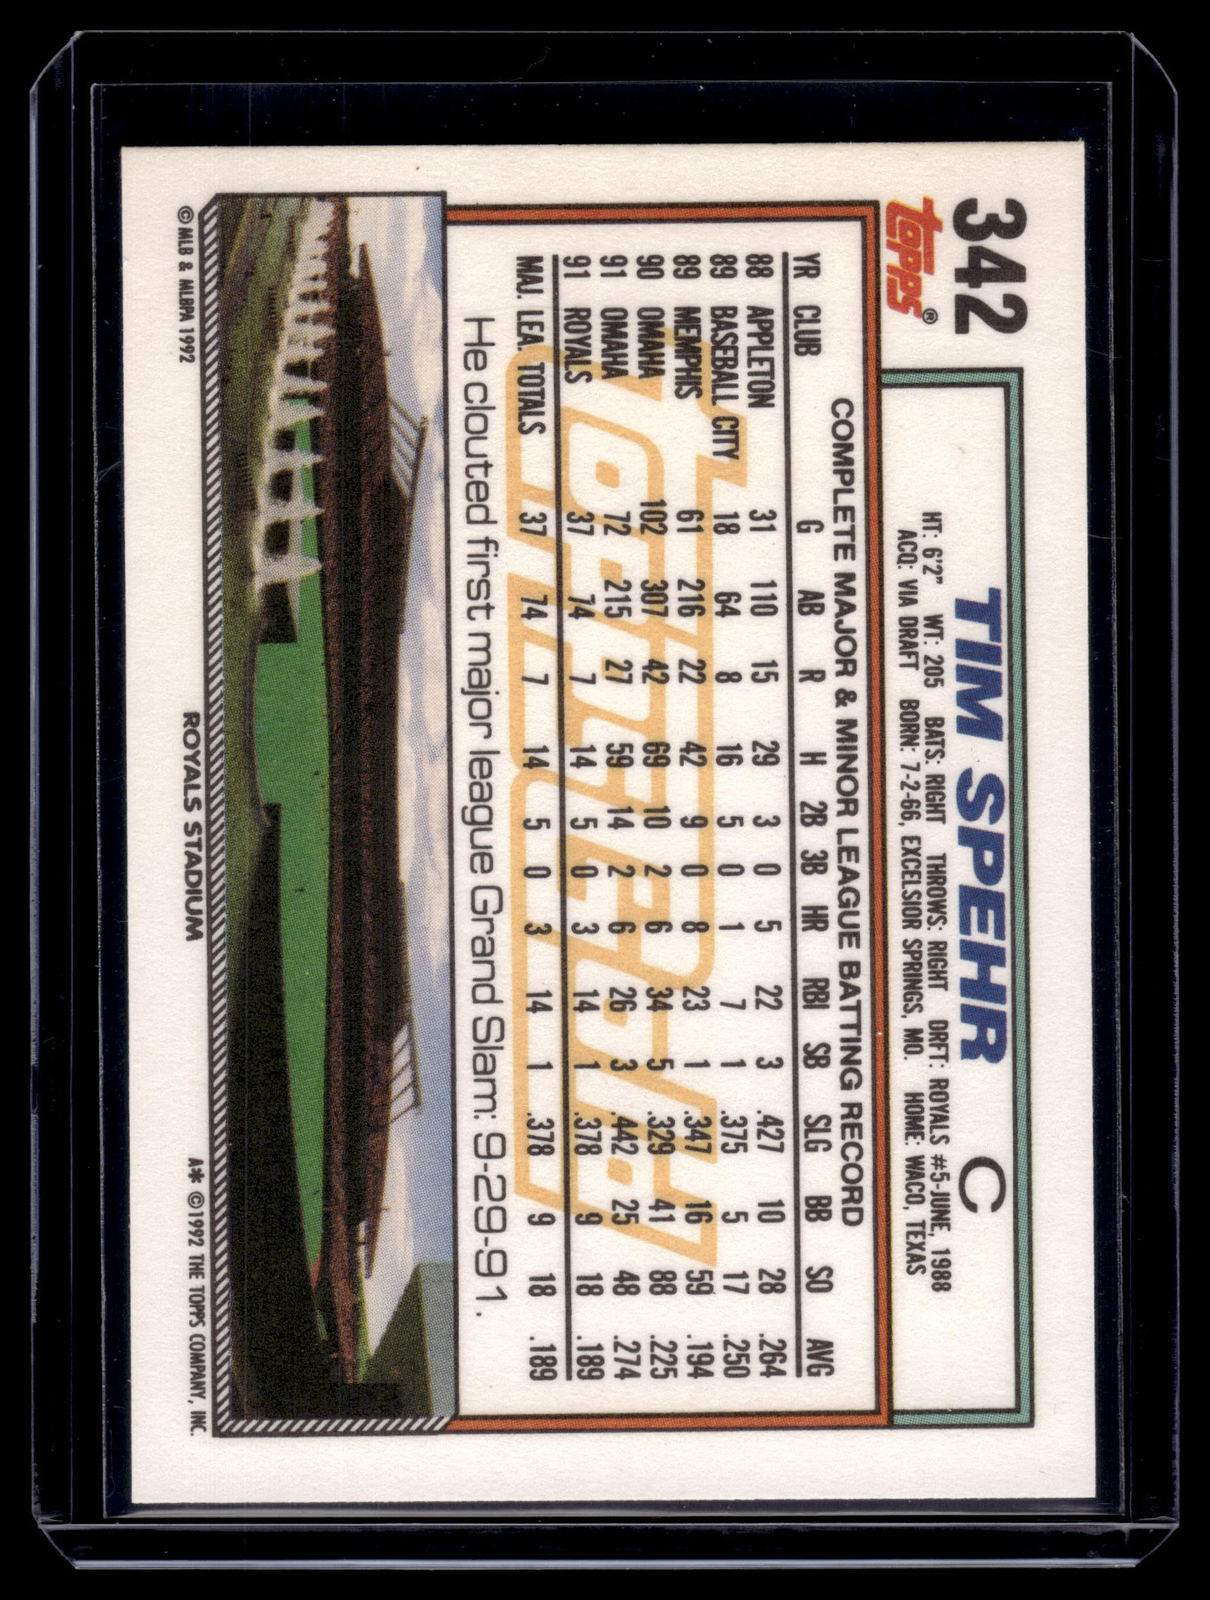 342
Topps®
TIM SPEHR C
HT: 6'2" WT: 205 BATS: RIGHT THROWS: RIGHT DRFT: ROYALS #5-JUNE, 1988
ACQ: VIA DRAFT BORN: 7-2-66, EXCELSIOR SPRINGS, MO. HOME: WACO, TEXAS
COMPLETE MAJOR & MINOR LEAGUE BATTING RECORD
YR CLUB G AB R H 2B 3B HR RBI SB SLG BB SO AVG
88 APPLETON 31 110 15 29 3 0 5 22 3 .427 10 28 .264
89 BASEBALL CITY 18 64 8 16 5 0 1 7 1 .375 5 17 .250
89 MEMPHIS 61 216 22 42 9 0 8 23 1 .347 16 59 .194
90 OMAHA 102 307 42 69 10 2 6 34 5 .329 41 88 .225
91 OMAHA 72 215 27 59 14 2 6 26 3 .442 25 48 .274
91 ROYALS 37 74 7 14 5 0 3 14 1 .378 9 18 .189
MAJ. LEA. TOTALS 37 74 7 14 5 0 3 14 1 .378 9 18 .189
ToppsGold
He clouted first major league Grand Slam: 9-29-91.
© MLB & MLBPA 1992
ROYALS STADIUM
A* © 1992 THE TOPPS COMPANY, INC.